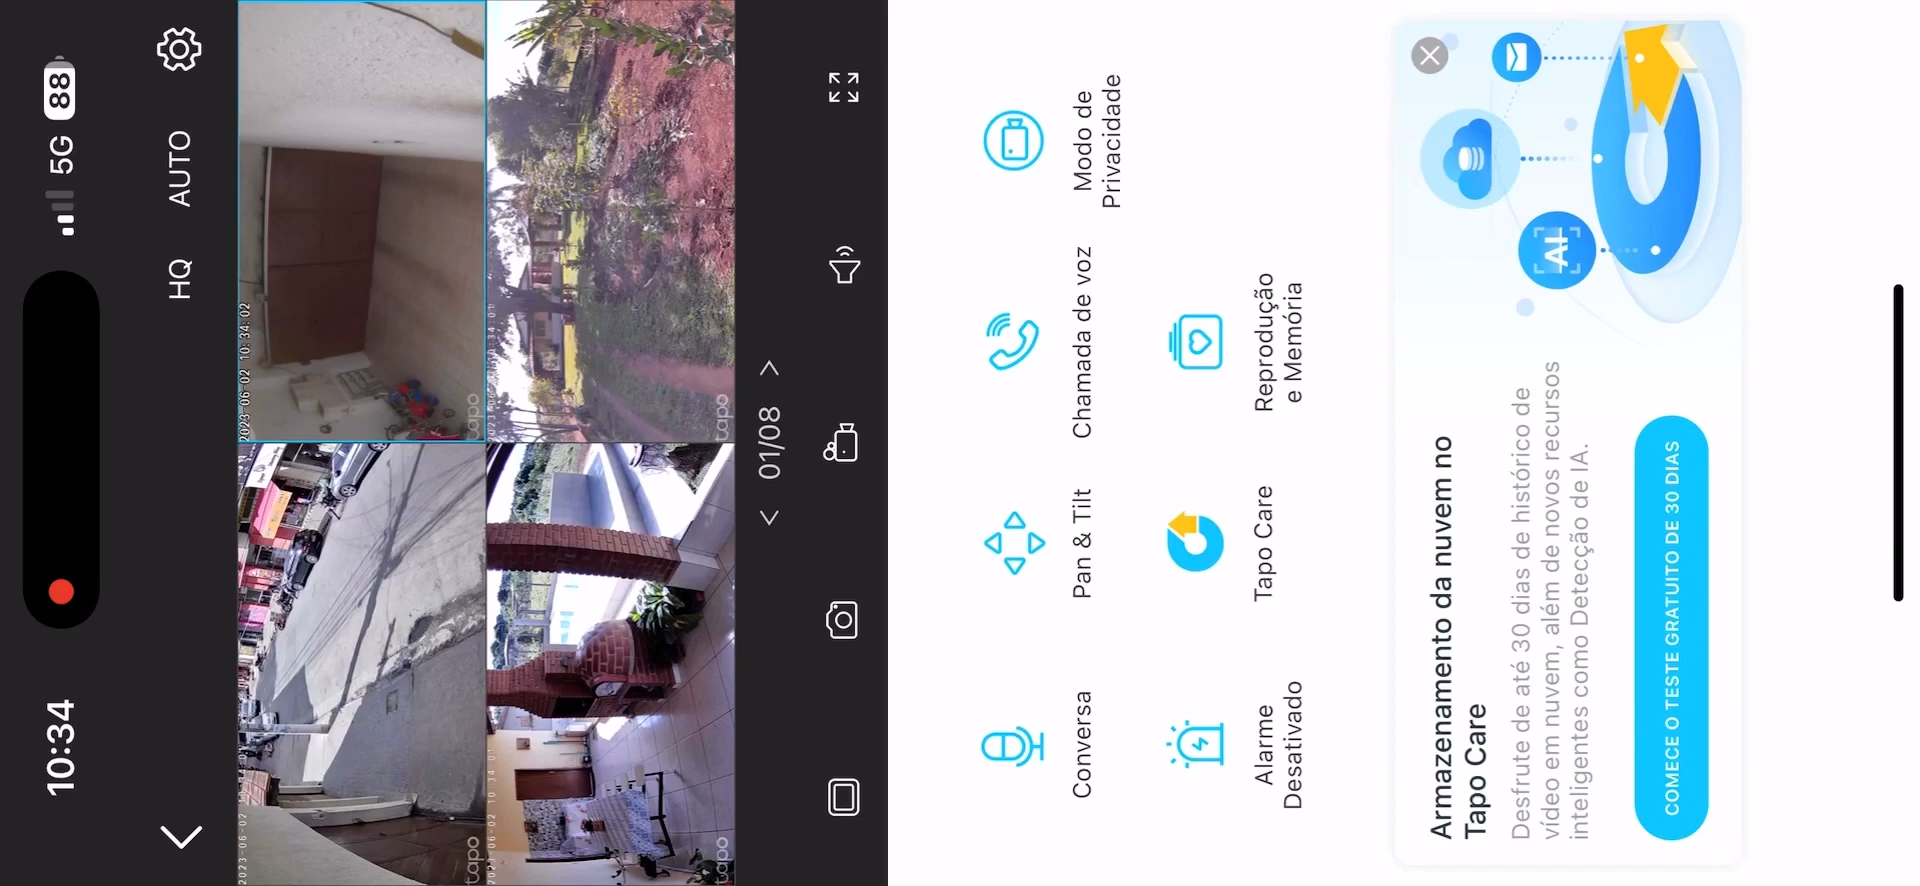 10:34
5G 88
HQ AUTO
2023-06-02 10:34:02
tapo
tapo
tapo
tapo
< 01/08 >
Conversa
Pan & Tilt
Chamada de voz
Modo de
Privacidade
Alarme
Desativado
Tapo Care
Reprodução
e Memória
Armazenamento da nuvem no
Tapo Care
Desfrute de até 30 dias de histórico de
vídeo em nuvem, além de novos recursos
inteligentes como Detecção de IA.
AI
COMECE O TESTE GRATUITO DE 30 DIAS